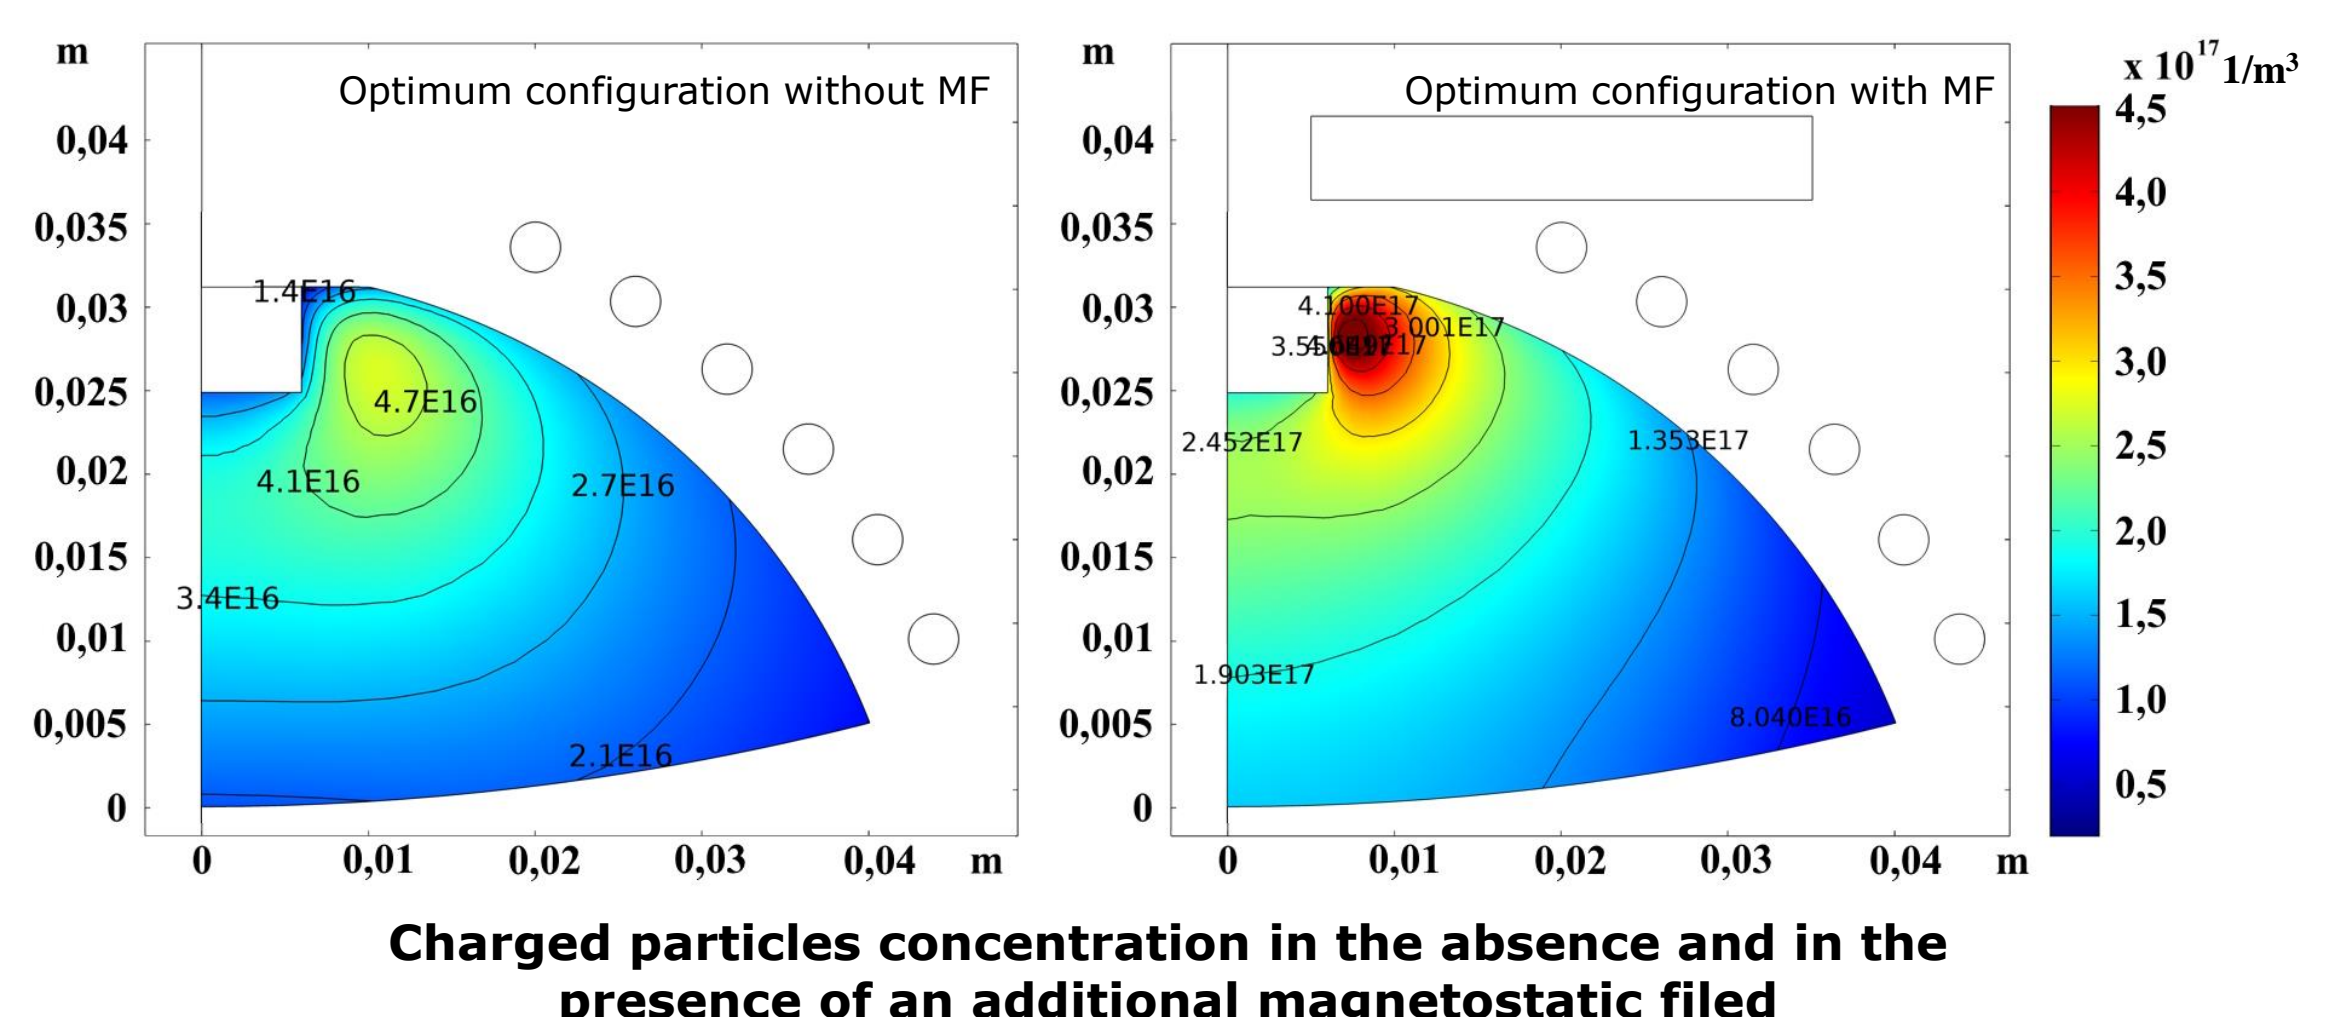 m
Optimum configuration without MF
0,04
0,035
0,03
0,025
0,02
0,015
0,01
0,005
0
1.4E16
4.7E16
4.1E16
2.7E16
3.4E16
2.1E16
0
0,01
0,02
0,03
0,04
m
m
Optimum configuration with MF
0,04
0,035
0,03
0,025
0,02
0,015
0,01
0,005
0
4.100E17
3.001E17
2.452E17
1.353E17
1.903E17
8.040E16
0
0,01
0,02
0,03
0,04
m
x 10¹⁷ 1/m³
4,5
4,0
3,5
3,0
2,5
2,0
1,5
1,0
0,5
Charged particles concentration in the absence and in the
presence of an additional magnetostatic filed